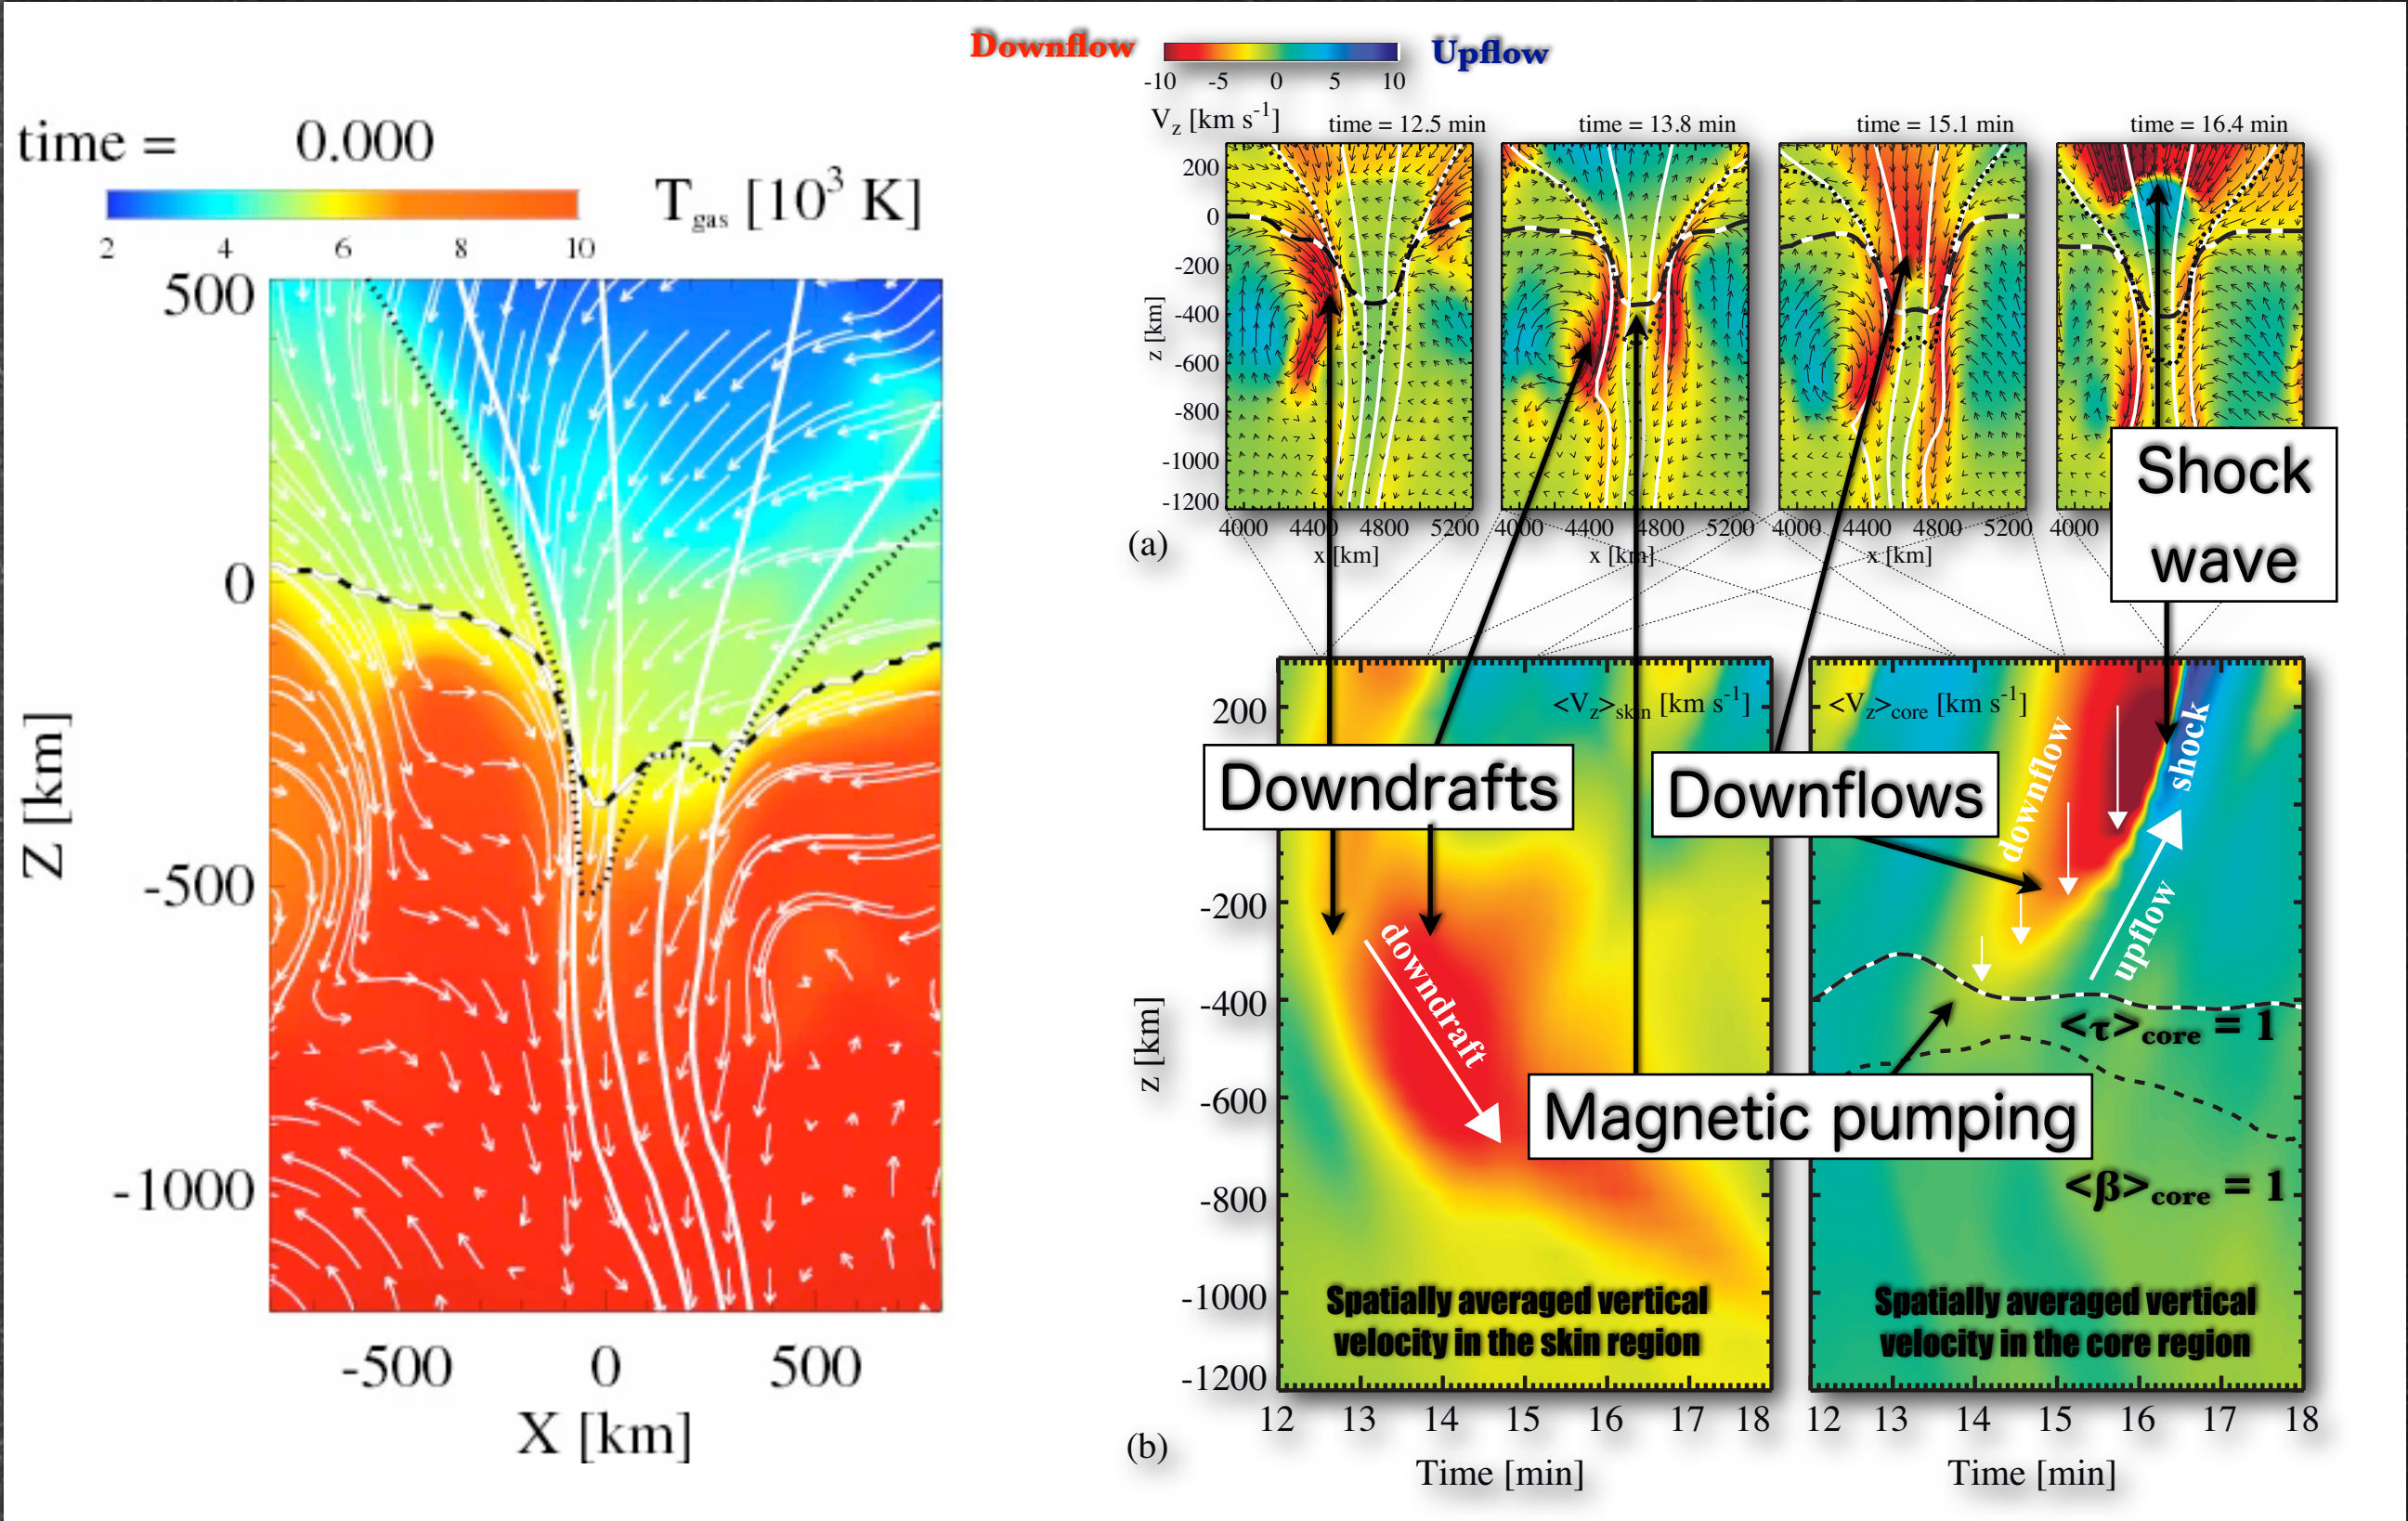 time = 0.000
2 4 6 8 10
T_gas [10^3 K]
500
0
-500
-1000
Z [km]
-500 0 500
X [km]
Downflow
Upflow
-10 -5 0 5 10
V_z [km s^-1]
time = 12.5 min
time = 13.8 min
time = 15.1 min
time = 16.4 min
200
0
-200
-400
-600
-800
-1000
-1200
z [km]
4000 4400 4800 5200
4000 4400 4800 5200
4000 4400 4800 5200
4000
x [km]
x [km]
x [km]
(a)
Shock
wave
<V_z>_skin [km s^-1]
<V_z>_core [km s^-1]
Downdrafts
Downflows
downflow
shock
upflow
downdraft
<τ>_core = 1
Magnetic pumping
<β>_core = 1
Spatially averaged vertical
velocity in the skin region
Spatially averaged vertical
velocity in the core region
200
-200
-400
-600
-800
-1000
-1200
z [km]
12 13 14 15 16 17 18
12 13 14 15 16 17 18
(b)
Time [min]
Time [min]